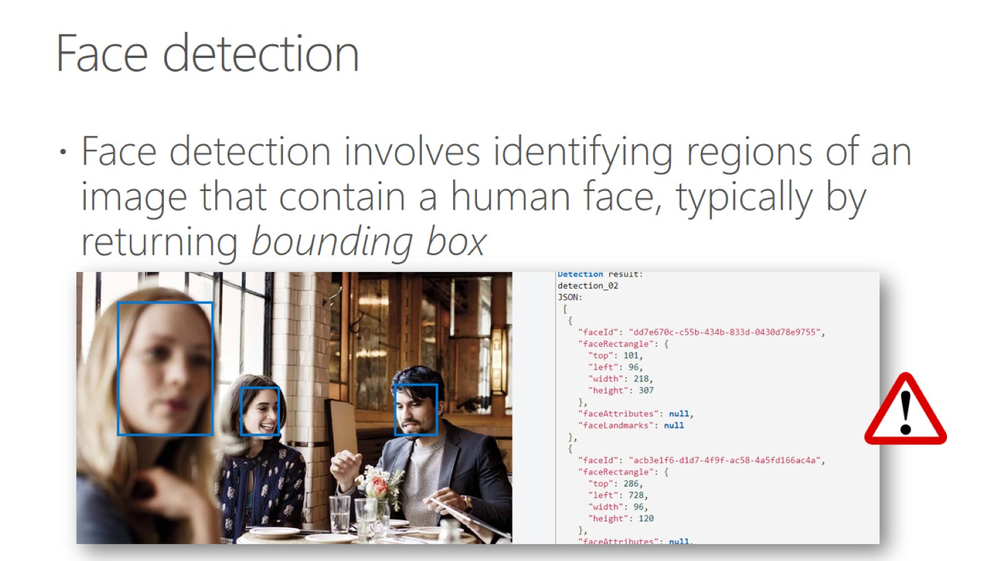 Face detection
• Face detection involves identifying regions of an
image that contain a human face, typically by
returning bounding box
Detection result:
detection_02
JSON:
[
{
"faceId": "dd7e670c-c55b-434b-833d-0430d78e9755",
"faceRectangle": {
"top": 101,
"left": 96,
"width": 218,
"height": 307
},
"faceAttributes": null,
"faceLandmarks": null
},
{
"faceId": "acb3e1f6-d1d7-4f9f-ac58-4a5fd166ac4a",
"faceRectangle": {
"top": 286,
"left": 728,
"width": 96,
"height": 120
},
"faceAttributes": null,